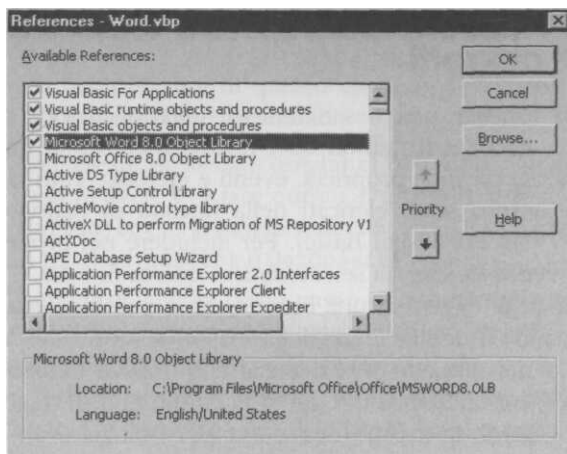 References - Word.vbp
Available References:
Visual Basic For Applications
Visual Basic runtime objects and procedures
Visual Basic objects and procedures
Microsoft Word 8.0 Object Library
Microsoft Office 8.0 Object Library
Active DS Type Library
Active Setup Control Library
ActiveMovie control type library
ActiveX DLL to perform Migration of MS Repository V1
ActXDoc
APE Database Setup Wizard
Application Performance Explorer 2.0 Interfaces
Application Performance Explorer Client
Application Performance Explorer Expediter
Priority
OK
Cancel
Browse...
Help
Microsoft Word 8.0 Object Library
Location: C:\Program Files\Microsoft Office\Office\MSWORD8.OLB
Language: English/United States